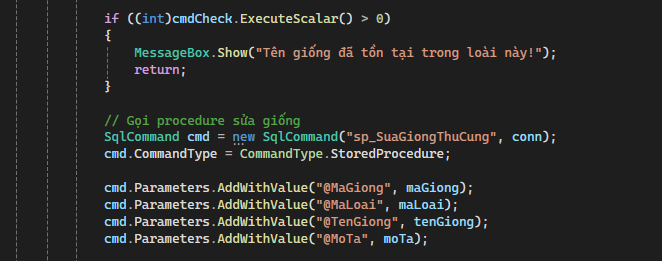 if ((int)cmdCheck.ExecuteScalar() > 0)
{
MessageBox.Show("Tên giống đã tồn tại trong loài này!");
return;
}
// Gọi procedure sửa giống
SqlCommand cmd = new SqlCommand("sp_SuaGiongThuCung", conn);
cmd.CommandType = CommandType.StoredProcedure;
cmd.Parameters.AddWithValue("@MaGiong", maGiong);
cmd.Parameters.AddWithValue("@MaLoai", maLoai);
cmd.Parameters.AddWithValue("@TenGiong", tenGiong);
cmd.Parameters.AddWithValue("@MoTa", moTa);